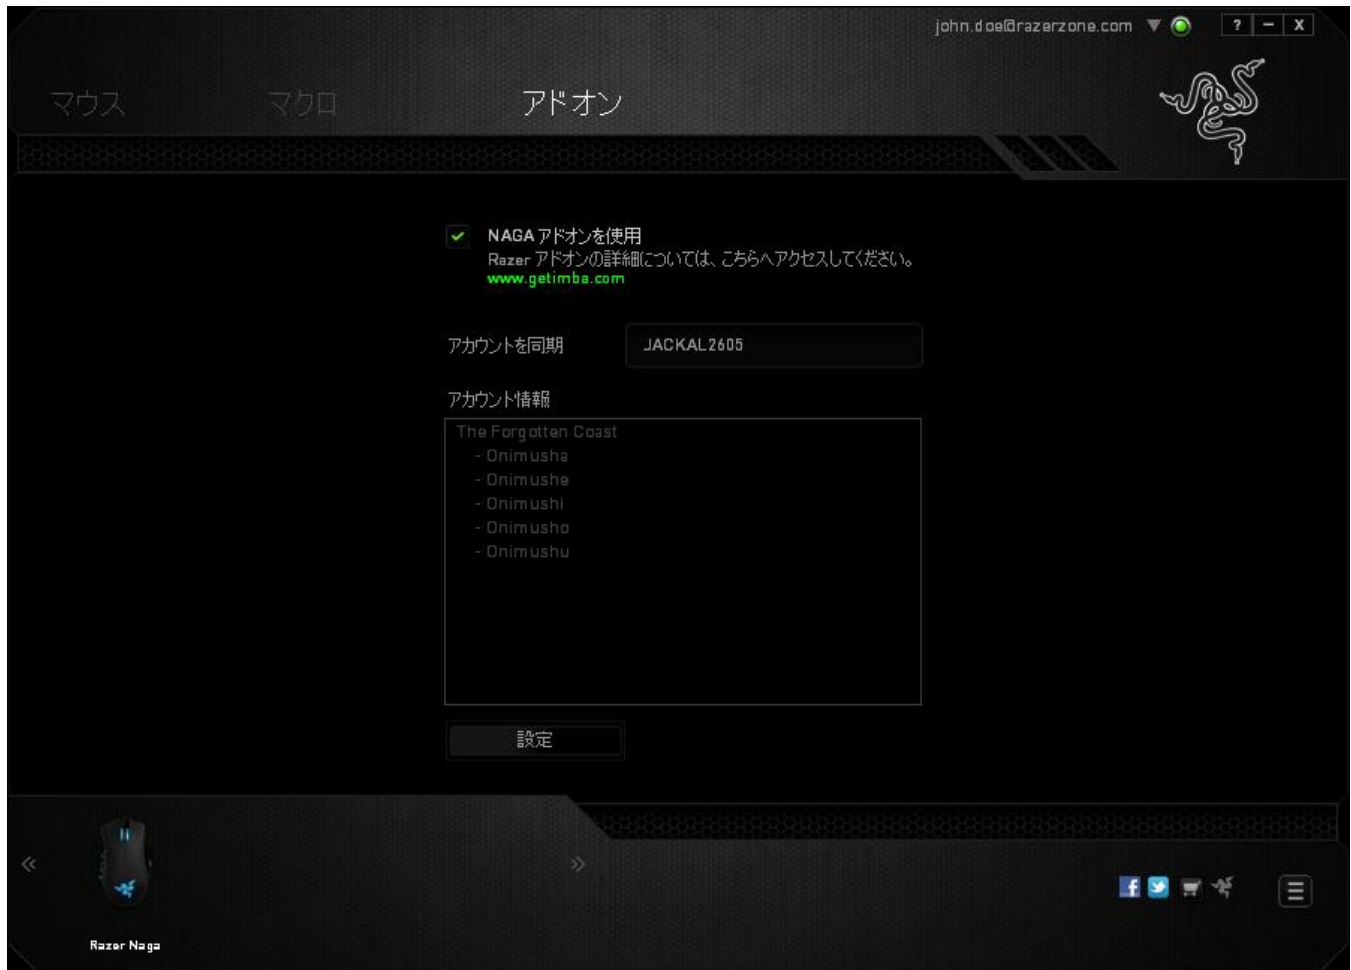 john.doe@razerzone.com
? – X
マウス マクロ アドオン
NAGA アドオンを使用
Razer アドオンの詳細については、こちらへアクセスしてください。
www.getimba.com
アカウントを同期 JACKAL2605
アカウント情報
The Forgotten Coast
- Onimusha
- Onimushe
- Onimushi
- Onimusho
- Onimushu
設定
Razer Naga